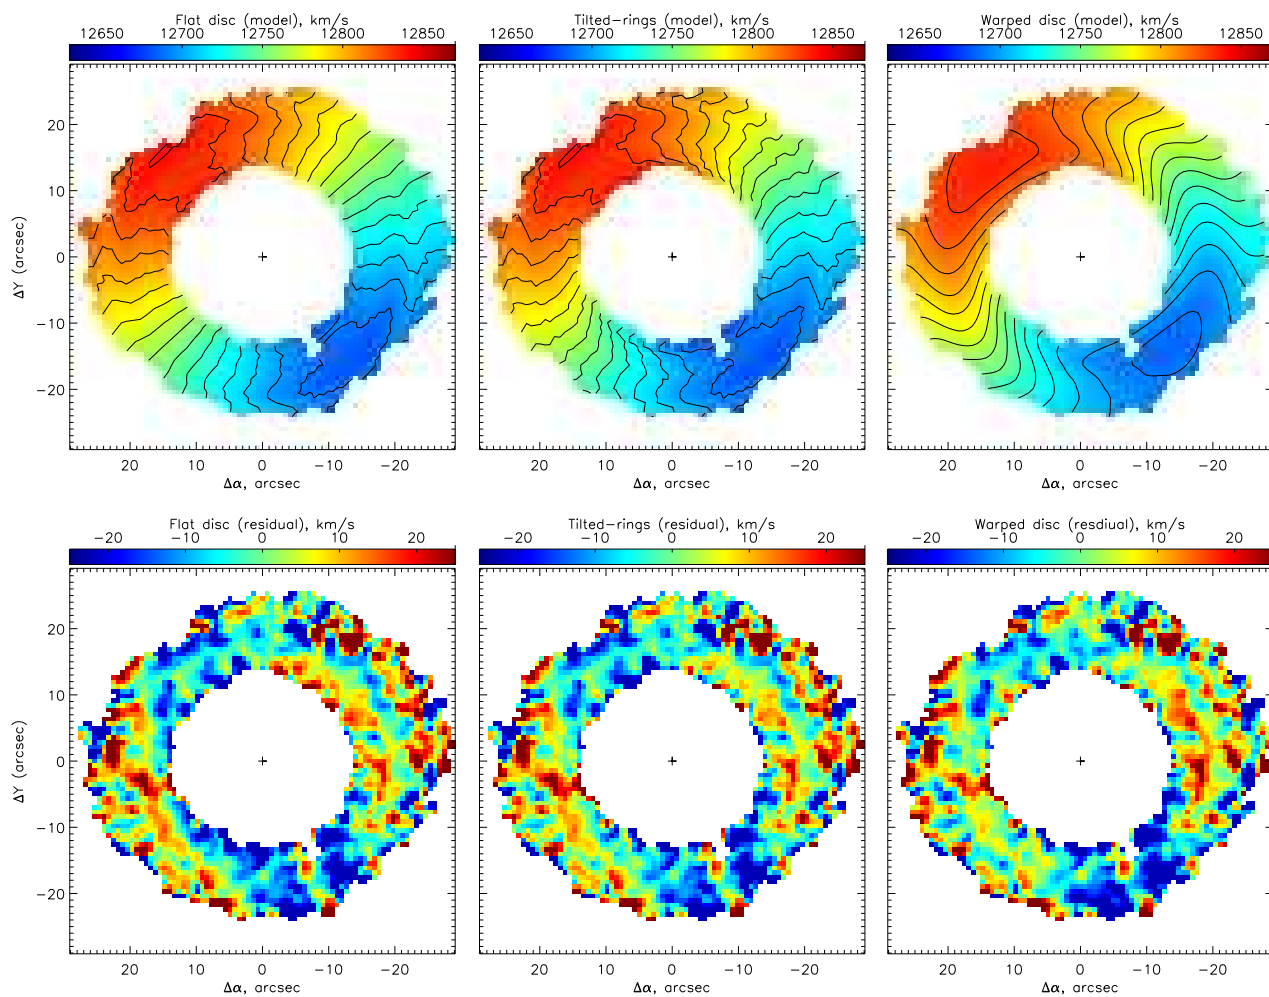 Flat disc (model), km/s
12650 12700 12750 12800 12850
Tilted-rings (model), km/s
12650 12700 12750 12800 12850
Warped disc (model), km/s
12650 12700 12750 12800 12850
ΔY (arcsec)
20
10
0
-10
-20
20 10 0 -10 -20
Δα, arcsec
20 10 0 -10 -20
Δα, arcsec
20 10 0 -10 -20
Δα, arcsec
Flat disc (residual), km/s
-20 -10 0 10 20
Tilted-rings (residual), km/s
-20 -10 0 10 20
Warped disc (resdiual), km/s
-20 -10 0 10 20
ΔY (arcsec)
20
10
0
-10
-20
20 10 0 -10 -20
Δα, arcsec
20 10 0 -10 -20
Δα, arcsec
20 10 0 -10 -20
Δα, arcsec